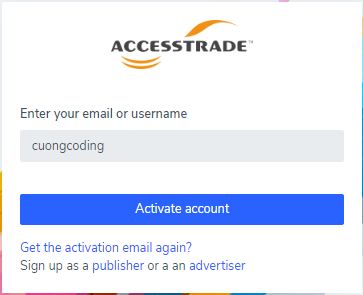 ACCESSTRADE™
Enter your email or username
cuongcoding
Activate account
Get the activation email again?
Sign up as a publisher or a an advertiser